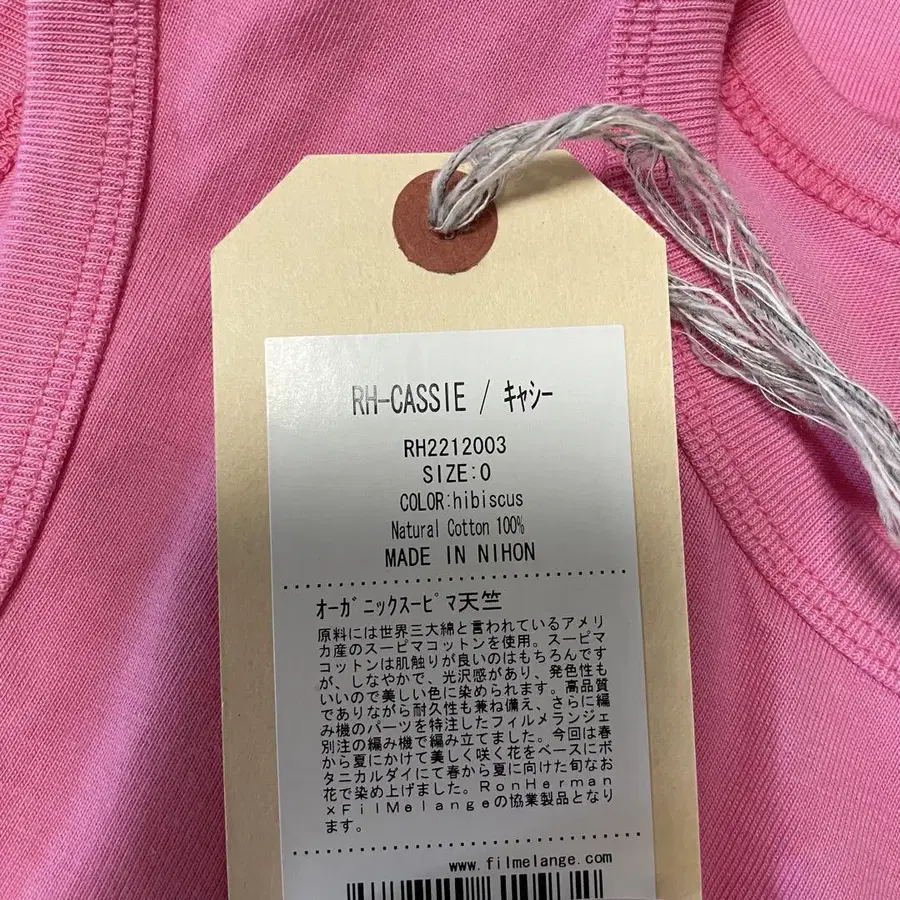 RH-CASSIE / ｷｬｼｰ
RH2212003
SIZE:0
COLOR:hibiscus
Natural Cotton 100%
MADE IN NIHON
ｵｰｶﾞﾆｯｸｽｰﾋﾟﾏ天竺
原料には世界三大綿と言われているアメリ
カ産のスーピマコットンを使用。スーピマ
コットンは肌触りが良いのはもちろんです
が、しなやかで、光沢感があり、発色性も
いいので美しい色に染められます。高品質
でありながら耐久性も兼ね備え、さらに編
み機のパーツを特注したフィルメランジェ
別注の編み機で編み立てました。今回は春
から夏にかけて美しく咲く花をベースにボ
タニカルダイにて春から夏に向けた旬なお
花で染め上げました。RonHerman
×FilMelangeの協業製品となり
ます。
www.filmelange.com